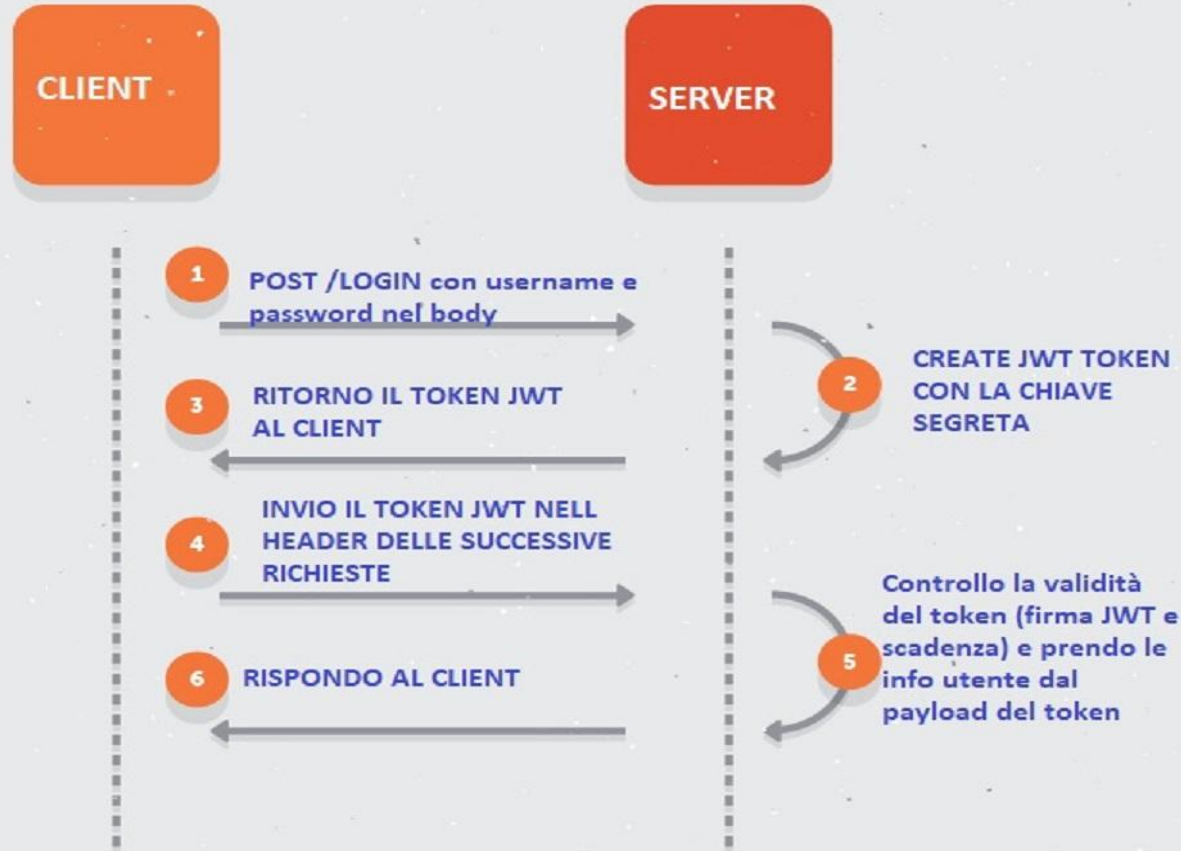 CLIENT
SERVER
1
POST /LOGIN con username e
password nel body
2
CREATE JWT TOKEN
CON LA CHIAVE
SEGRETA
3
RITORNO IL TOKEN JWT
AL CLIENT
4
INVIO IL TOKEN JWT NELL
HEADER DELLE SUCCESSIVE
RICHIESTE
5
Controllo la validità
del token (firma JWT e
scadenza) e prendo le
info utente dal
payload del token
6
RISPONDO AL CLIENT